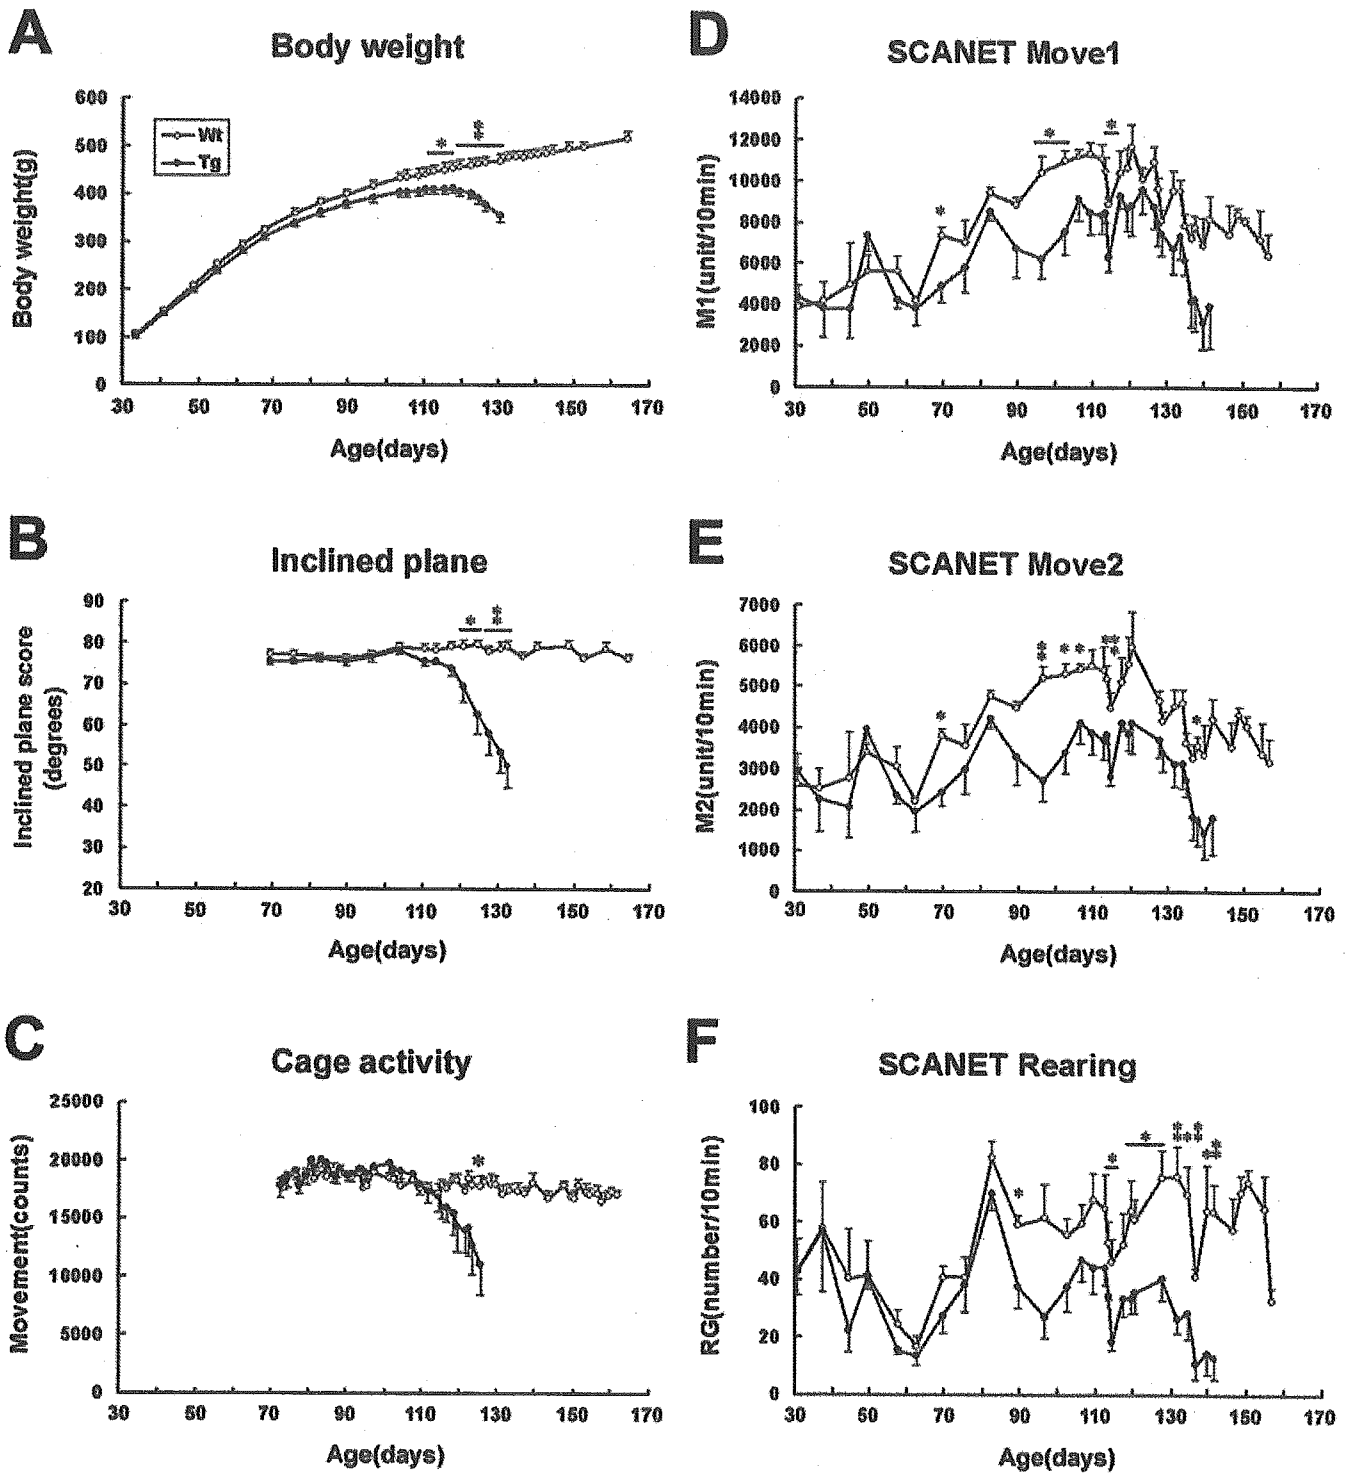 A
Body weight
Body weight(g)
600
500
400
300
200
100
0
Wt
Tg
*
**
30 50 70 90 110 130 150 170
Age(days)
B
Inclined plane
Inclined plane score
(degrees)
90
80
70
60
50
40
30
20
*
**
30 50 70 90 110 130 150 170
Age(days)
C
Cage activity
Movement(counts)
25000
20000
15000
10000
5000
0
*
30 50 70 90 110 130 150 170
Age(days)
D
SCANET Move1
M1(unit/10min)
14000
12000
10000
8000
6000
4000
2000
0
* * *
30 50 70 90 110 130 150 170
Age(days)
E
SCANET Move2
M2(unit/10min)
7000
6000
5000
4000
3000
2000
1000
0
* ** * * ** ** *
30 50 70 90 110 130 150 170
Age(days)
F
SCANET Rearing
RG(number/10min)
100
80
60
40
20
0
* * * ** * ** * **
30 50 70 90 110 130 150 170
Age(days)